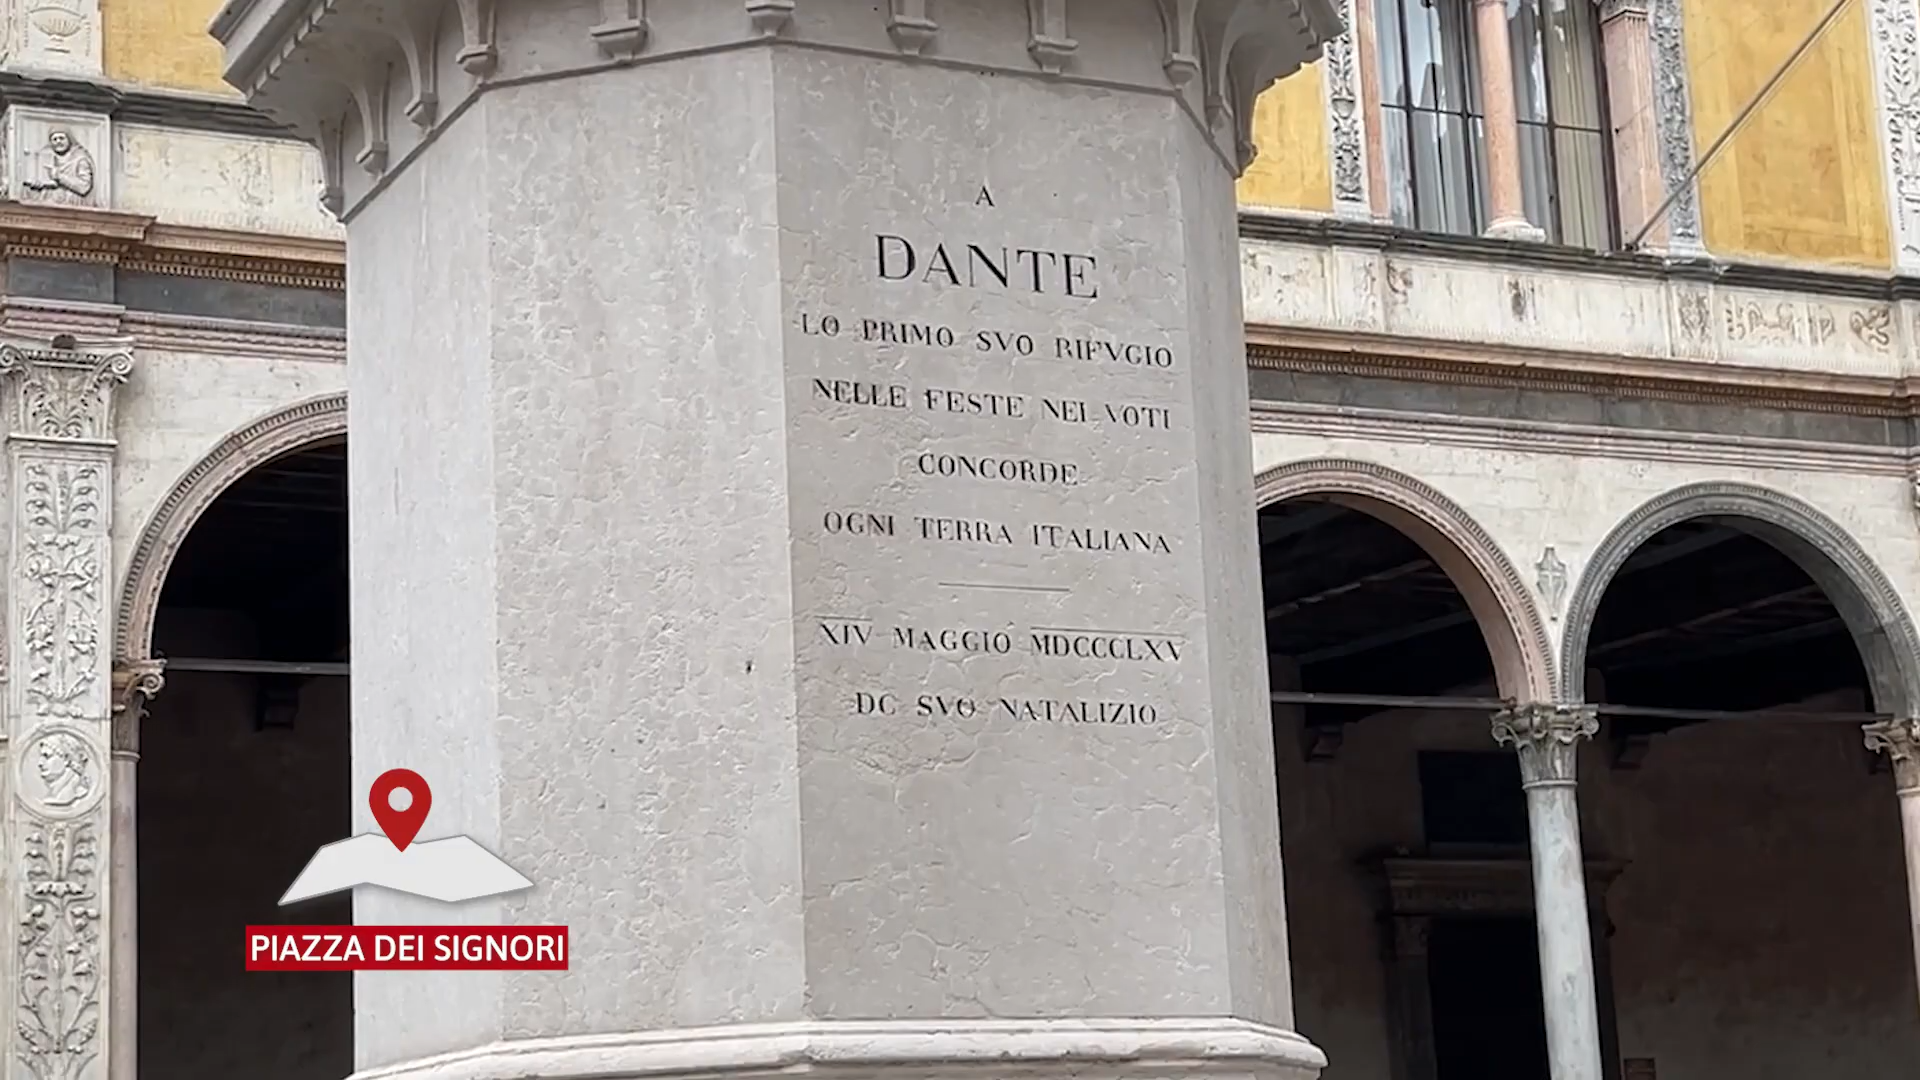 A
DANTE
LO PRIMO SVO RIFVGIO
NELLE FESTE NEI VOTI
CONCORDE
OGNI TERRA ITALIANA
XIV MAGGIO MDCCCLXV
DC SVO NATALIZIO
PIAZZA DEI SIGNORI